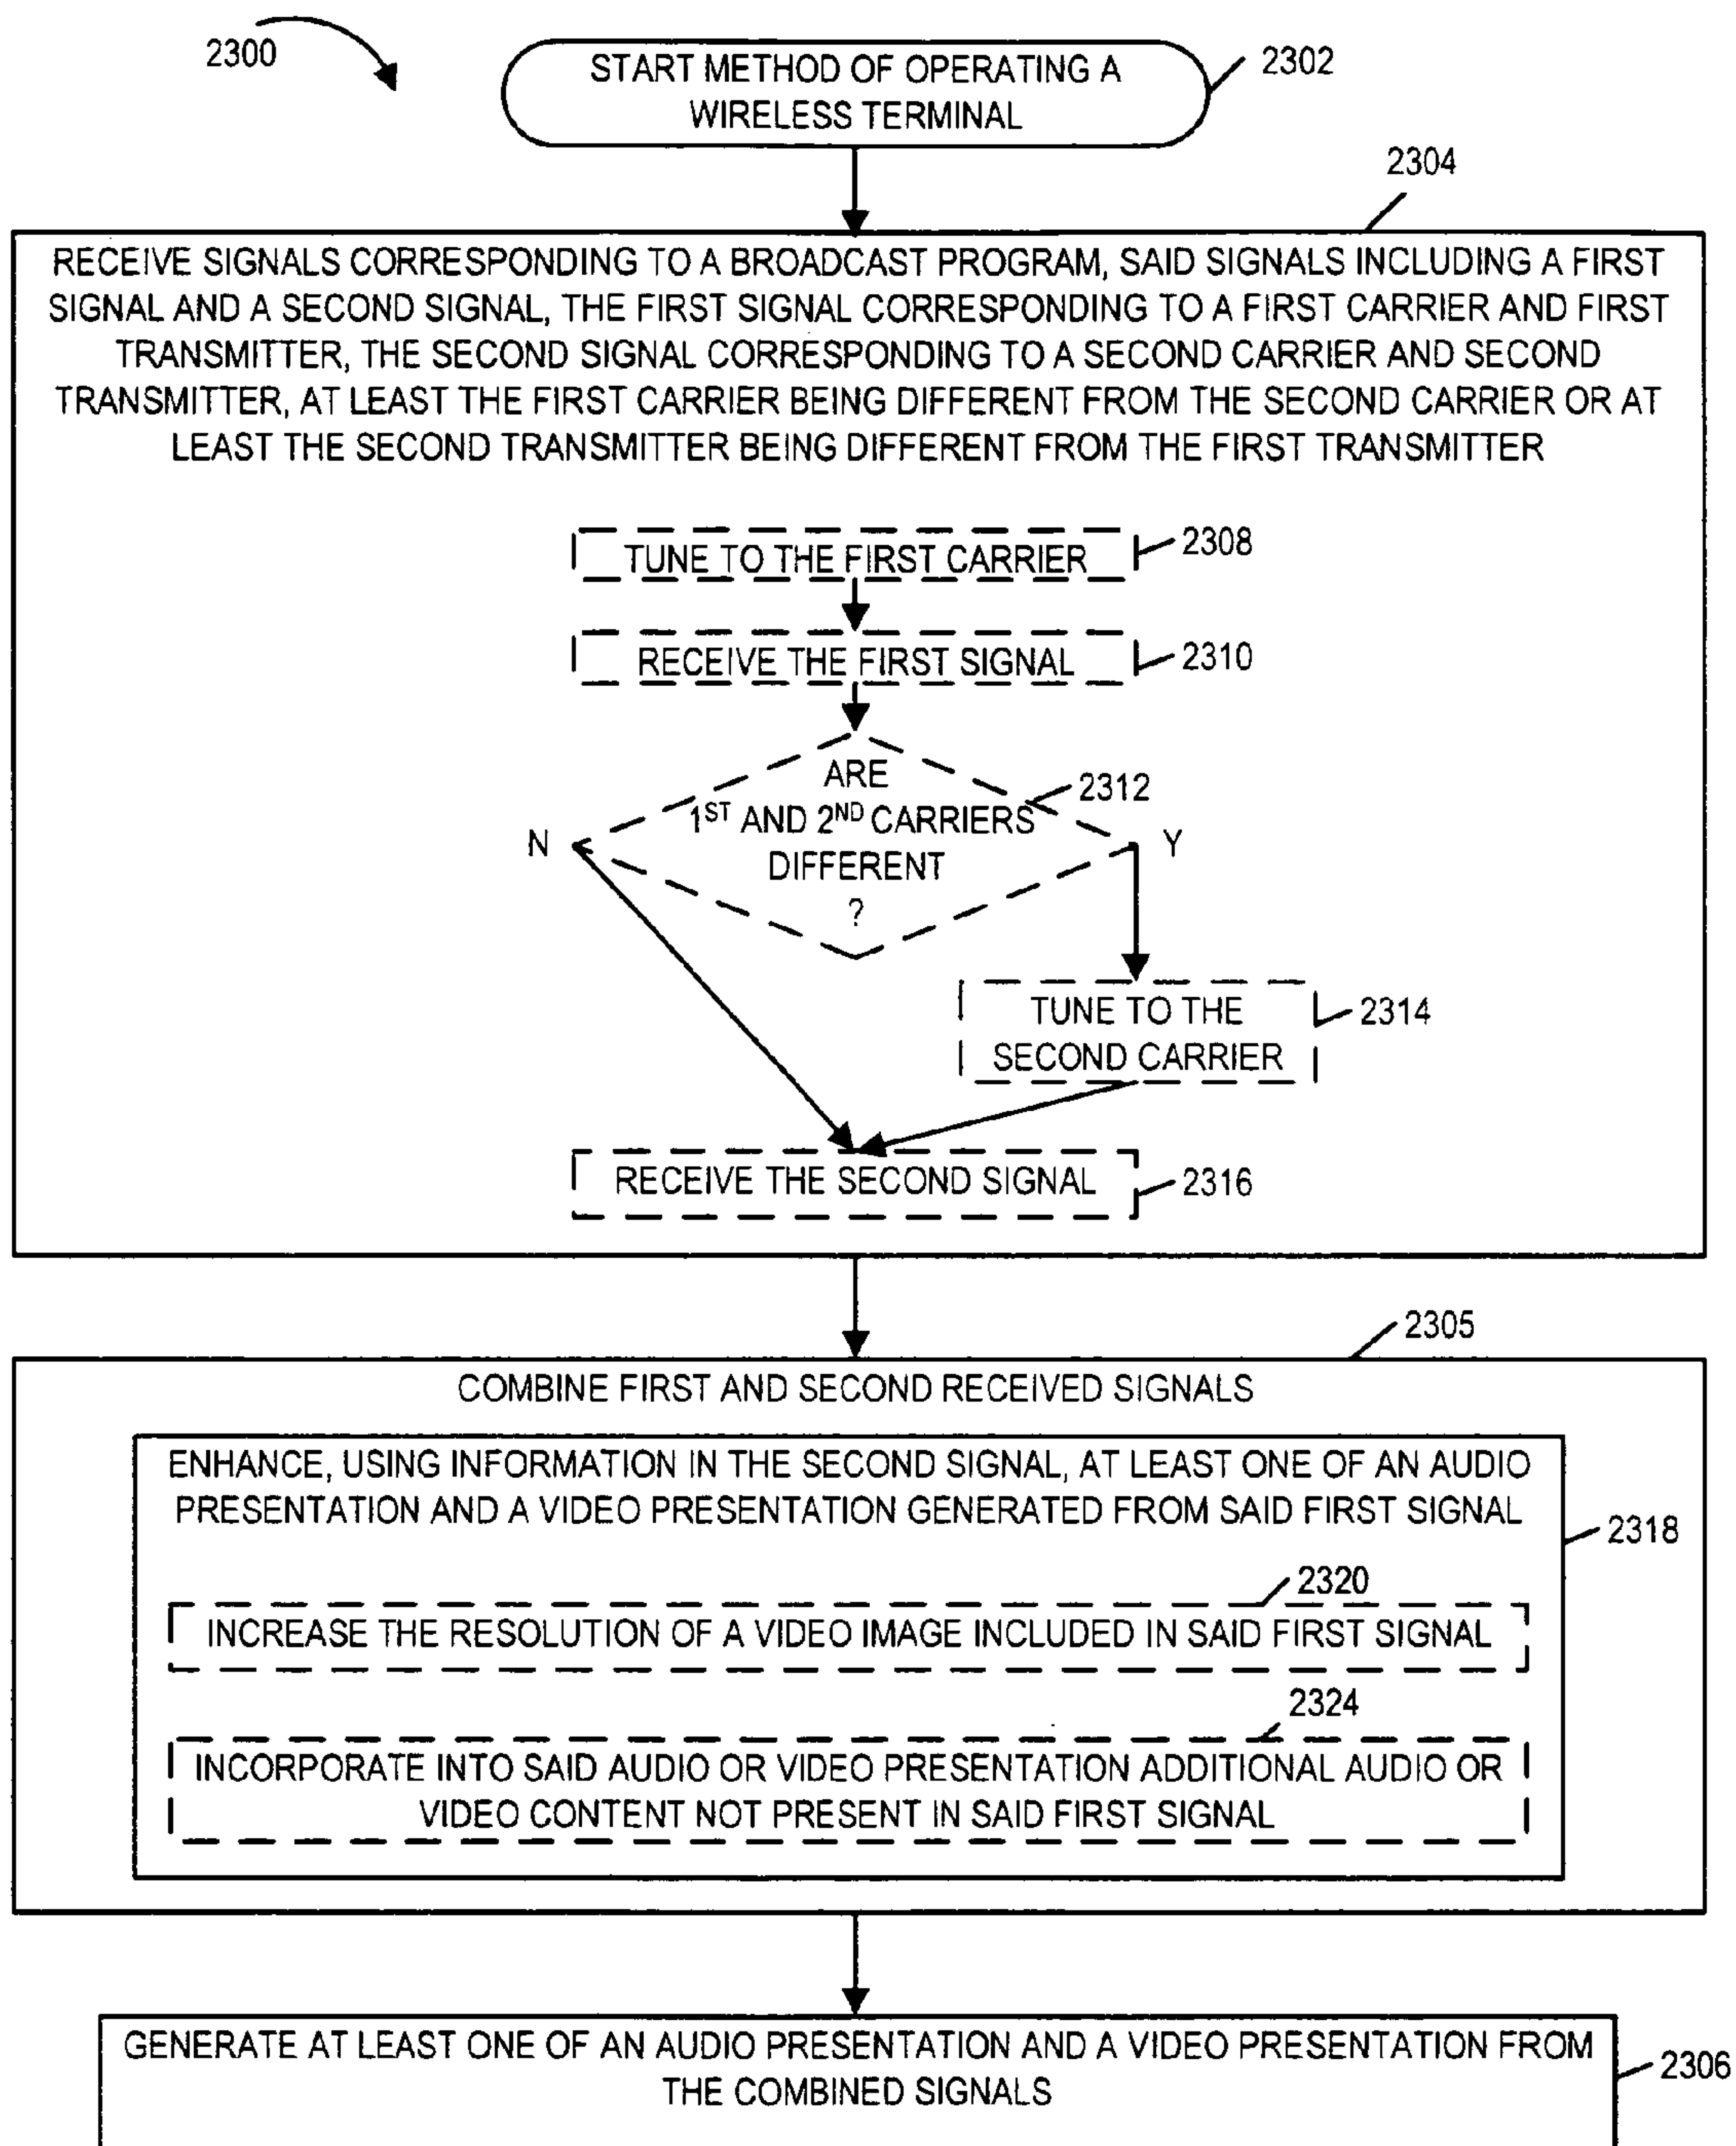 2300
START METHOD OF OPERATING A
WIRELESS TERMINAL
2302
2304
RECEIVE SIGNALS CORRESPONDING TO A BROADCAST PROGRAM, SAID SIGNALS INCLUDING A FIRST
SIGNAL AND A SECOND SIGNAL, THE FIRST SIGNAL CORRESPONDING TO A FIRST CARRIER AND FIRST
TRANSMITTER, THE SECOND SIGNAL CORRESPONDING TO A SECOND CARRIER AND SECOND
TRANSMITTER, AT LEAST THE FIRST CARRIER BEING DIFFERENT FROM THE SECOND CARRIER OR AT
LEAST THE SECOND TRANSMITTER BEING DIFFERENT FROM THE FIRST TRANSMITTER
TUNE TO THE FIRST CARRIER
2308
RECEIVE THE FIRST SIGNAL
2310
ARE
1ST AND 2ND CARRIERS
DIFFERENT
?
2312
N
Y
TUNE TO THE
SECOND CARRIER
2314
RECEIVE THE SECOND SIGNAL
2316
2305
COMBINE FIRST AND SECOND RECEIVED SIGNALS
ENHANCE, USING INFORMATION IN THE SECOND SIGNAL, AT LEAST ONE OF AN AUDIO
PRESENTATION AND A VIDEO PRESENTATION GENERATED FROM SAID FIRST SIGNAL
2318
2320
INCREASE THE RESOLUTION OF A VIDEO IMAGE INCLUDED IN SAID FIRST SIGNAL
2324
INCORPORATE INTO SAID AUDIO OR VIDEO PRESENTATION ADDITIONAL AUDIO OR
VIDEO CONTENT NOT PRESENT IN SAID FIRST SIGNAL
GENERATE AT LEAST ONE OF AN AUDIO PRESENTATION AND A VIDEO PRESENTATION FROM
THE COMBINED SIGNALS
2306